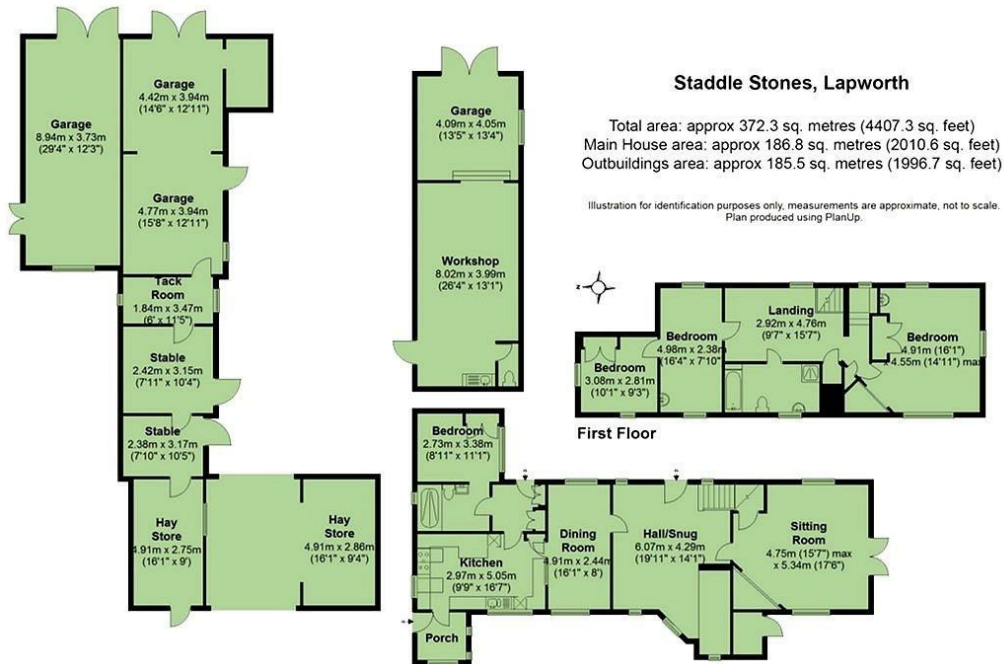 Staddle Stones, Lapworth
Total area: approx 372.3 sq. metres (4407.3 sq. feet)
Main House area: approx 186.8 sq. metres (2010.6 sq. feet)
Outbuildings area: approx 185.5 sq. metres (1996.7 sq. feet)
Illustration for identification purposes only, measurements are approximate, not to scale.
Plan produced using PlanUp.
Garage
8.94m x 3.73m
(29'4" x 12'3")
Garage
4.42m x 3.94m
(14'6" x 12'11")
Garage
4.77m x 3.94m
(15'8" x 12'11")
Tack
Room
1.84m x 3.47m
(6' x 11'5")
Stable
2.42m x 3.15m
(7'11" x 10'4")
Stable
2.38m x 3.17m
(7'10" x 10'5")
Hay
Store
4.91m x 2.75m
(16'1" x 9')
Hay
Store
4.91m x 2.86m
(16'1" x 9'4")
Garage
4.09m x 4.05m
(13'5" x 13'4")
Workshop
8.02m x 3.99m
(26'4" x 13'1")
z
Bedroom
3.08m x 2.81m
(10'1" x 9'3")
Bedroom
4.98m x 2.38m
(16'4" x 7'10")
Landing
2.92m x 4.76m
(9'7" x 15'7")
Bedroom
4.91m (16'1")
x 4.55m (14'11") max
First Floor
Bedroom
2.73m x 3.38m
(8'11" x 11'1")
Kitchen
2.97m x 5.05m
(9'9" x 16'7")
Porch
Dining
Room
4.91m x 2.44m
(16'1" x 8')
Hall/Snug
6.07m x 4.29m
(19'11" x 14'1")
Sitting
Room
4.75m (15'7") max
x 5.34m (17'6")